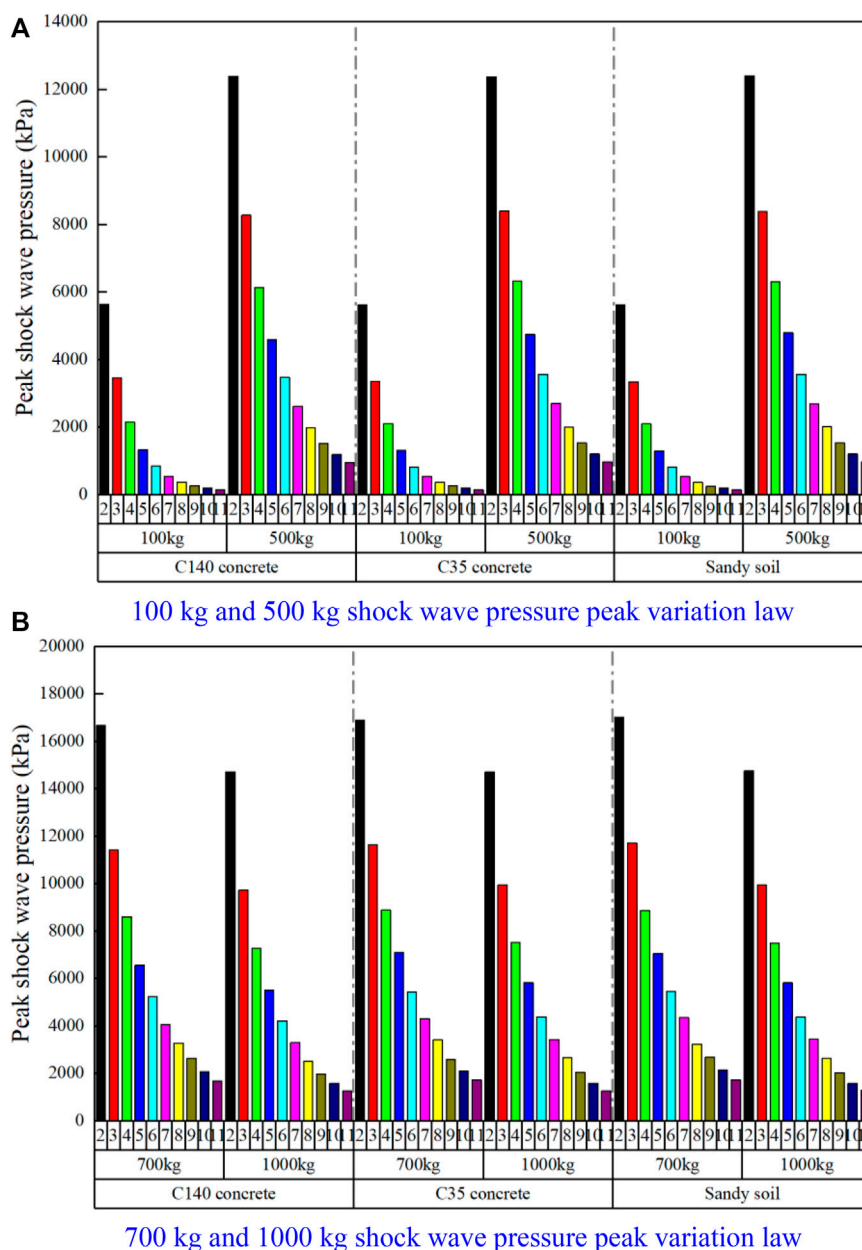 A
Peak shock wave pressure (kPa)
14000
12000
10000
8000
6000
4000
2000
0
2 3 4 5 6 7 8 9 10 11 2 3 4 5 6 7 8 9 10 11 2 3 4 5 6 7 8 9 10 11 2 3 4 5 6 7 8 9 10 11 2 3 4 5 6 7 8 9 10 11 2 3 4 5 6 7 8 9 10 1
100kg 500kg 100kg 500kg 100kg 500kg
C140 concrete C35 concrete Sandy soil
100 kg and 500 kg shock wave pressure peak variation law
B
Peak shock wave pressure (kPa)
20000
18000
16000
14000
12000
10000
8000
6000
4000
2000
0
2 3 4 5 6 7 8 9 10 11 2 3 4 5 6 7 8 9 10 11 2 3 4 5 6 7 8 9 10 11 2 3 4 5 6 7 8 9 10 11 2 3 4 5 6 7 8 9 10 11 2 3 4 5 6 7 8 9 10 1
700kg 1000kg 700kg 1000kg 700kg 1000kg
C140 concrete C35 concrete Sandy soil
700 kg and 1000 kg shock wave pressure peak variation law